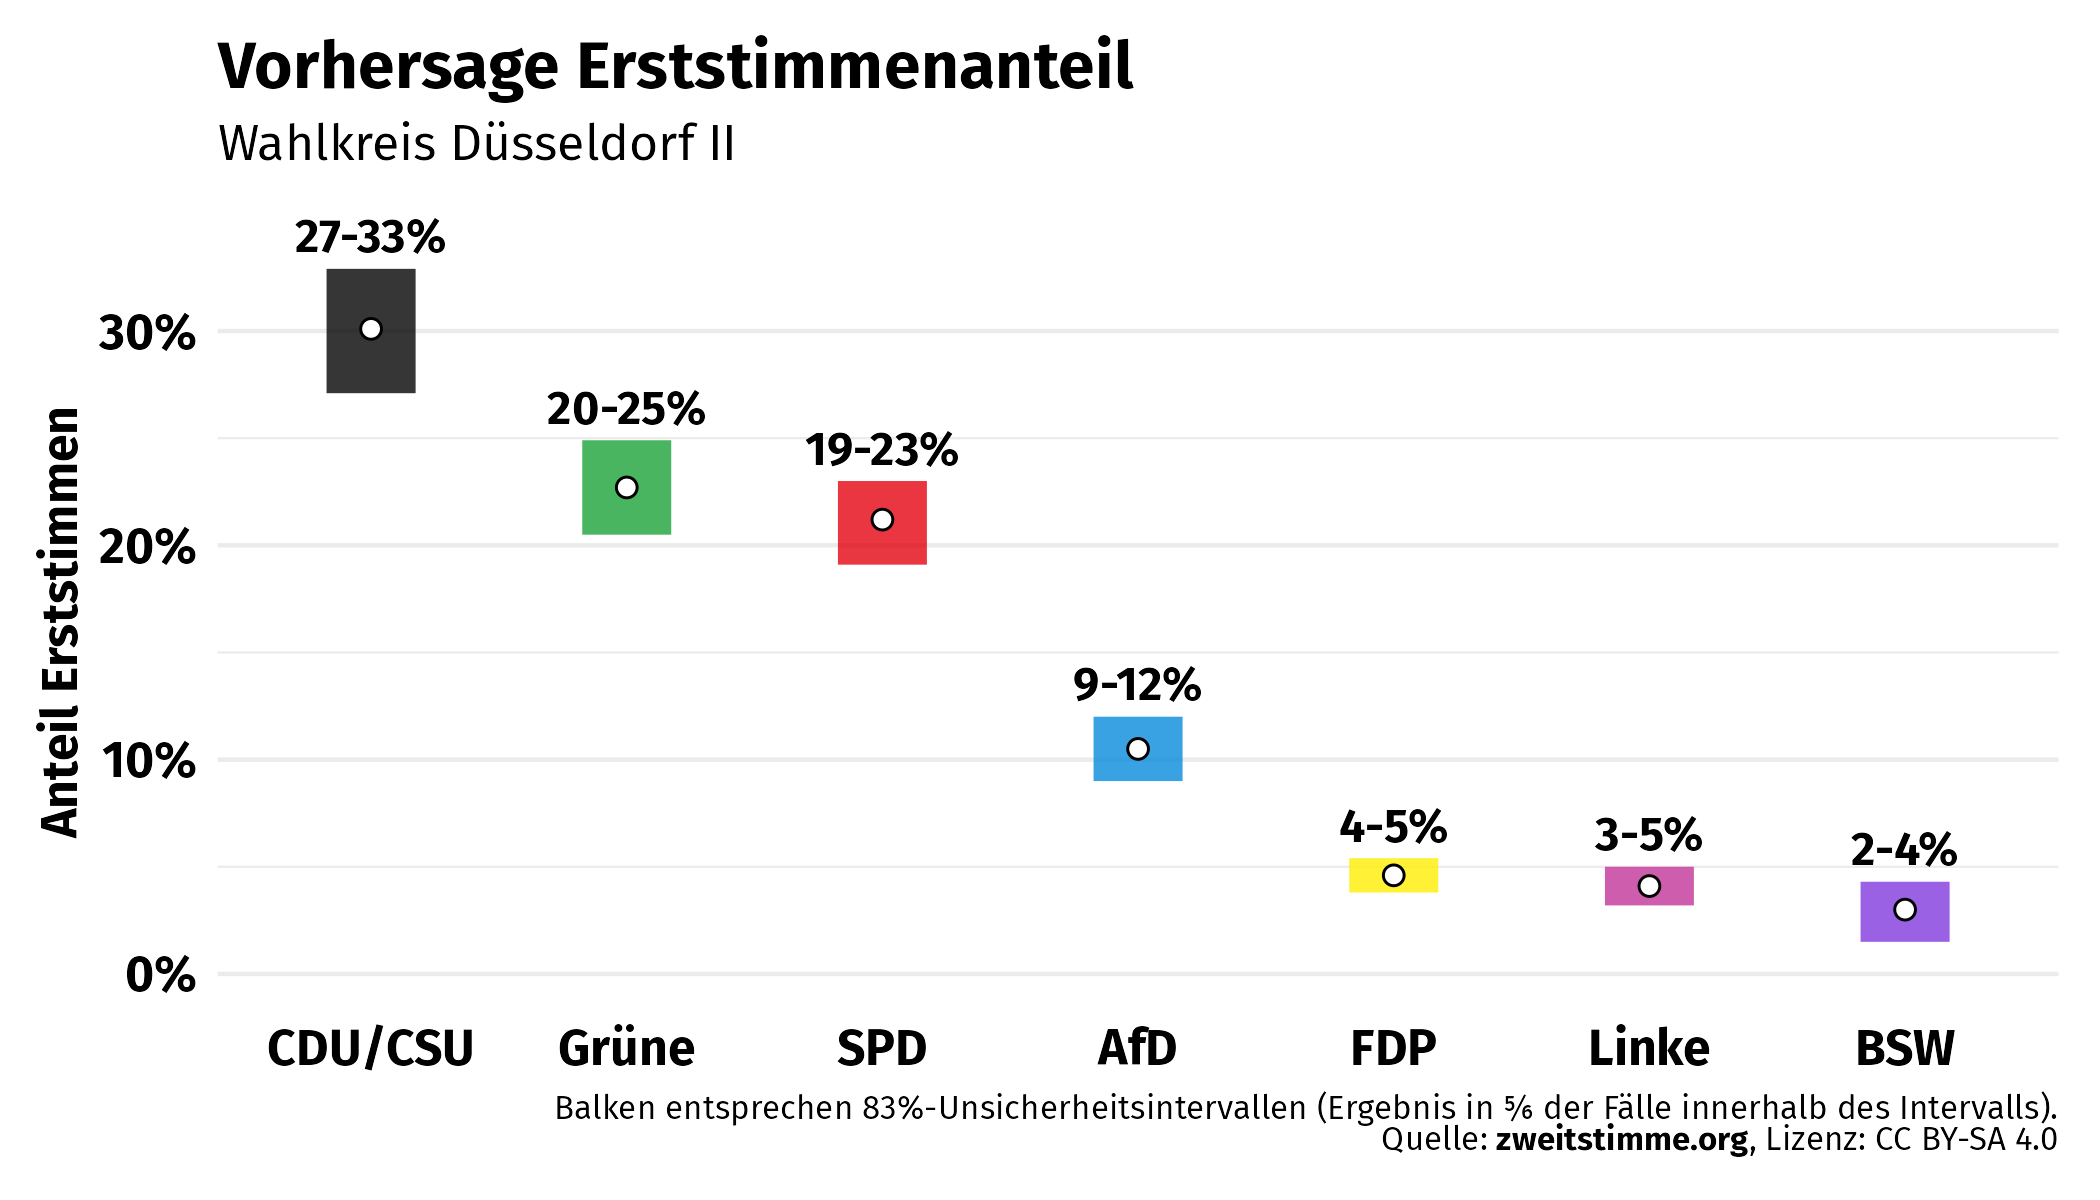 Vorhersage Erststimmenanteil
Wahlkreis Düsseldorf II
27-33%
20-25%
19-23%
9-12%
4-5%
3-5%
2-4%
30%
20%
10%
0%
Anteil Erststimmen
CDU/CSU Grüne SPD AfD FDP Linke BSW
Balken entsprechen 83%-Unsicherheitsintervallen (Ergebnis in ⅚ der Fälle innerhalb des Intervalls).
Quelle: zweitstimme.org, Lizenz: CC BY-SA 4.0